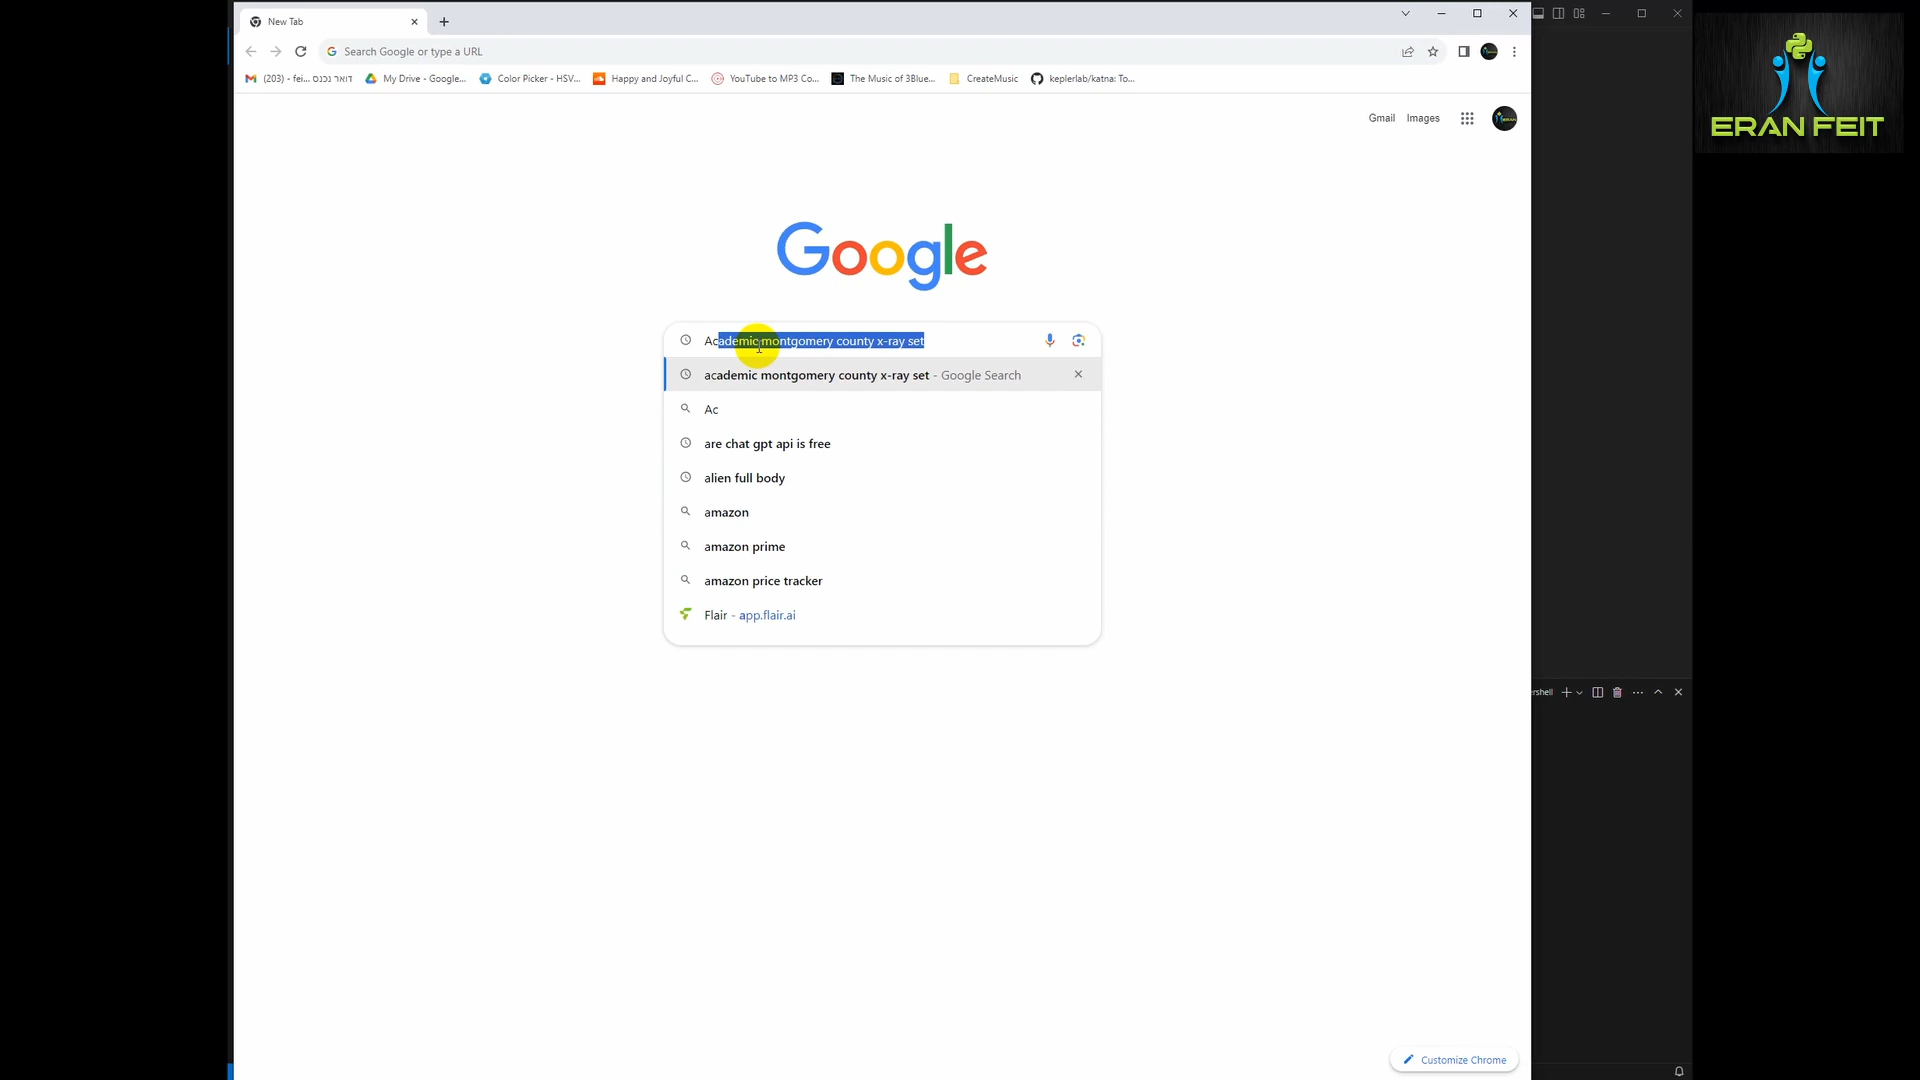 New Tab
Search Google or type a URL
(203) - fei... דואר נכנס
My Drive - Google...
Color Picker - HSV...
Happy and Joyful C...
YouTube to MP3 Co...
The Music of 3Blue...
CreateMusic
keplerlab/katna: To...
ERAN FEIT
Gmail
Images
Google
Academic montgomery county x-ray set
academic montgomery county x-ray set - Google Search
Ac
are chat gpt api is free
alien full body
amazon
amazon prime
amazon price tracker
Flair - app.flair.ai
ershell
Customize Chrome